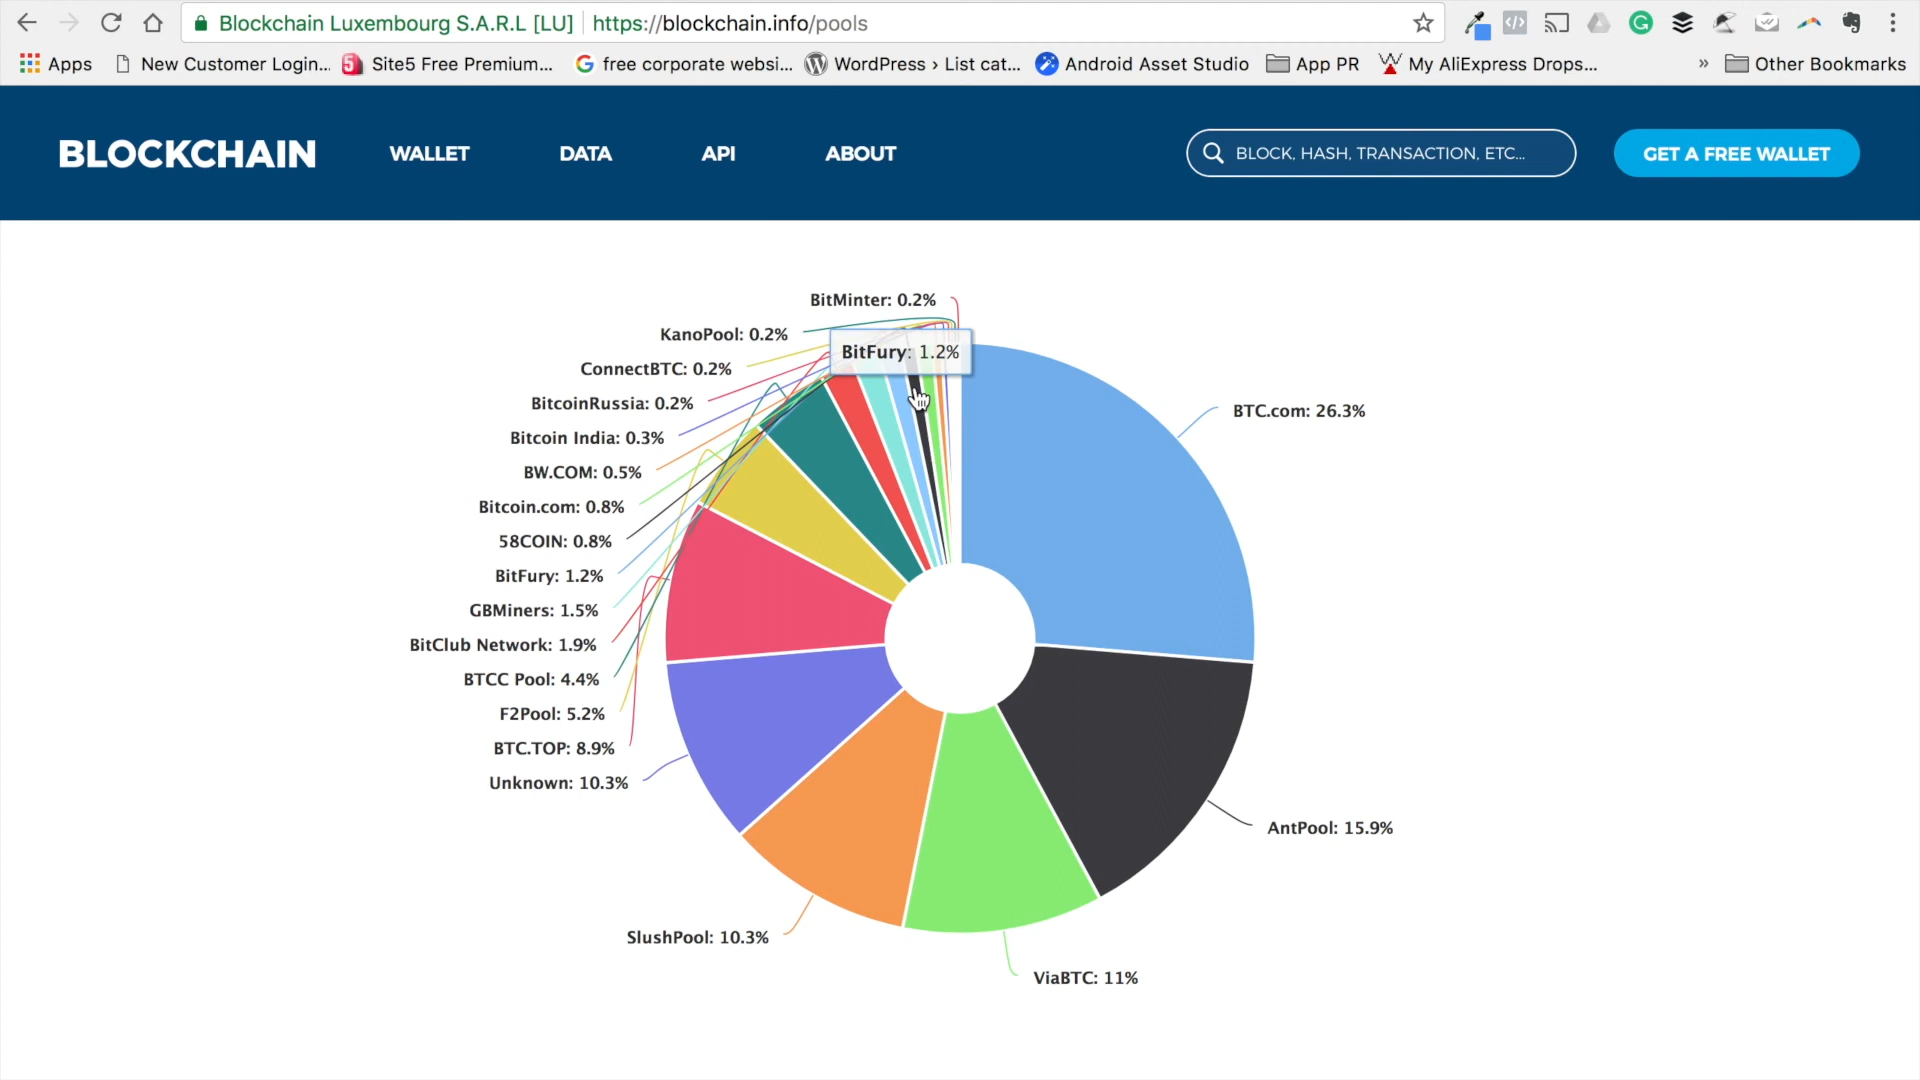 Blockchain Luxembourg S.A.R.L [LU] https://blockchain.info/pools
Apps New Customer Login... Site5 Free Premium... free corporate websi... WordPress › List cat... Android Asset Studio App PR My AliExpress Drops... » Other Bookmarks
BLOCKCHAIN WALLET DATA API ABOUT BLOCK, HASH, TRANSACTION, ETC... GET A FREE WALLET
BitMinter: 0.2%
KanoPool: 0.2%
BitFury: 1.2%
ConnectBTC: 0.2%
BitcoinRussia: 0.2%
BTC.com: 26.3%
Bitcoin India: 0.3%
BW.COM: 0.5%
Bitcoin.com: 0.8%
58COIN: 0.8%
BitFury: 1.2%
GBMiners: 1.5%
BitClub Network: 1.9%
BTCC Pool: 4.4%
F2Pool: 5.2%
BTC.TOP: 8.9%
Unknown: 10.3%
AntPool: 15.9%
SlushPool: 10.3%
ViaBTC: 11%